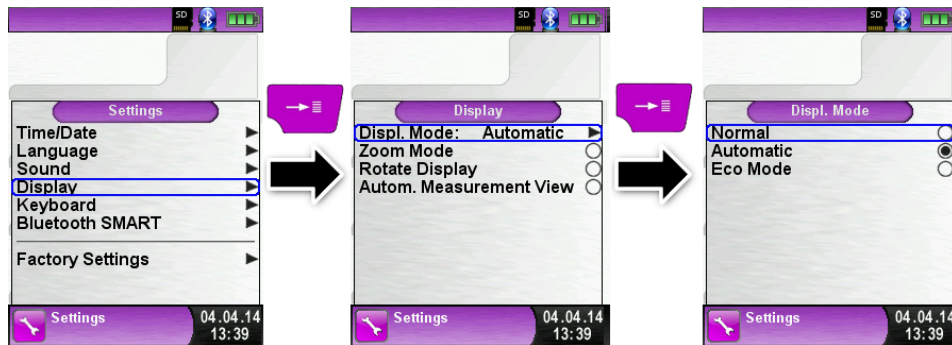 SD
Settings
Time/Date
Language
Sound
Display
Keyboard
Bluetooth SMART
Factory Settings
Settings
04.04.14
13:39
SD
Display
Displ. Mode: Automatic
Zoom Mode
Rotate Display
Autom. Measurement View
Settings
04.04.14
13:39
SD
Displ. Mode
Normal
Automatic
Eco Mode
Settings
04.04.14
13:39